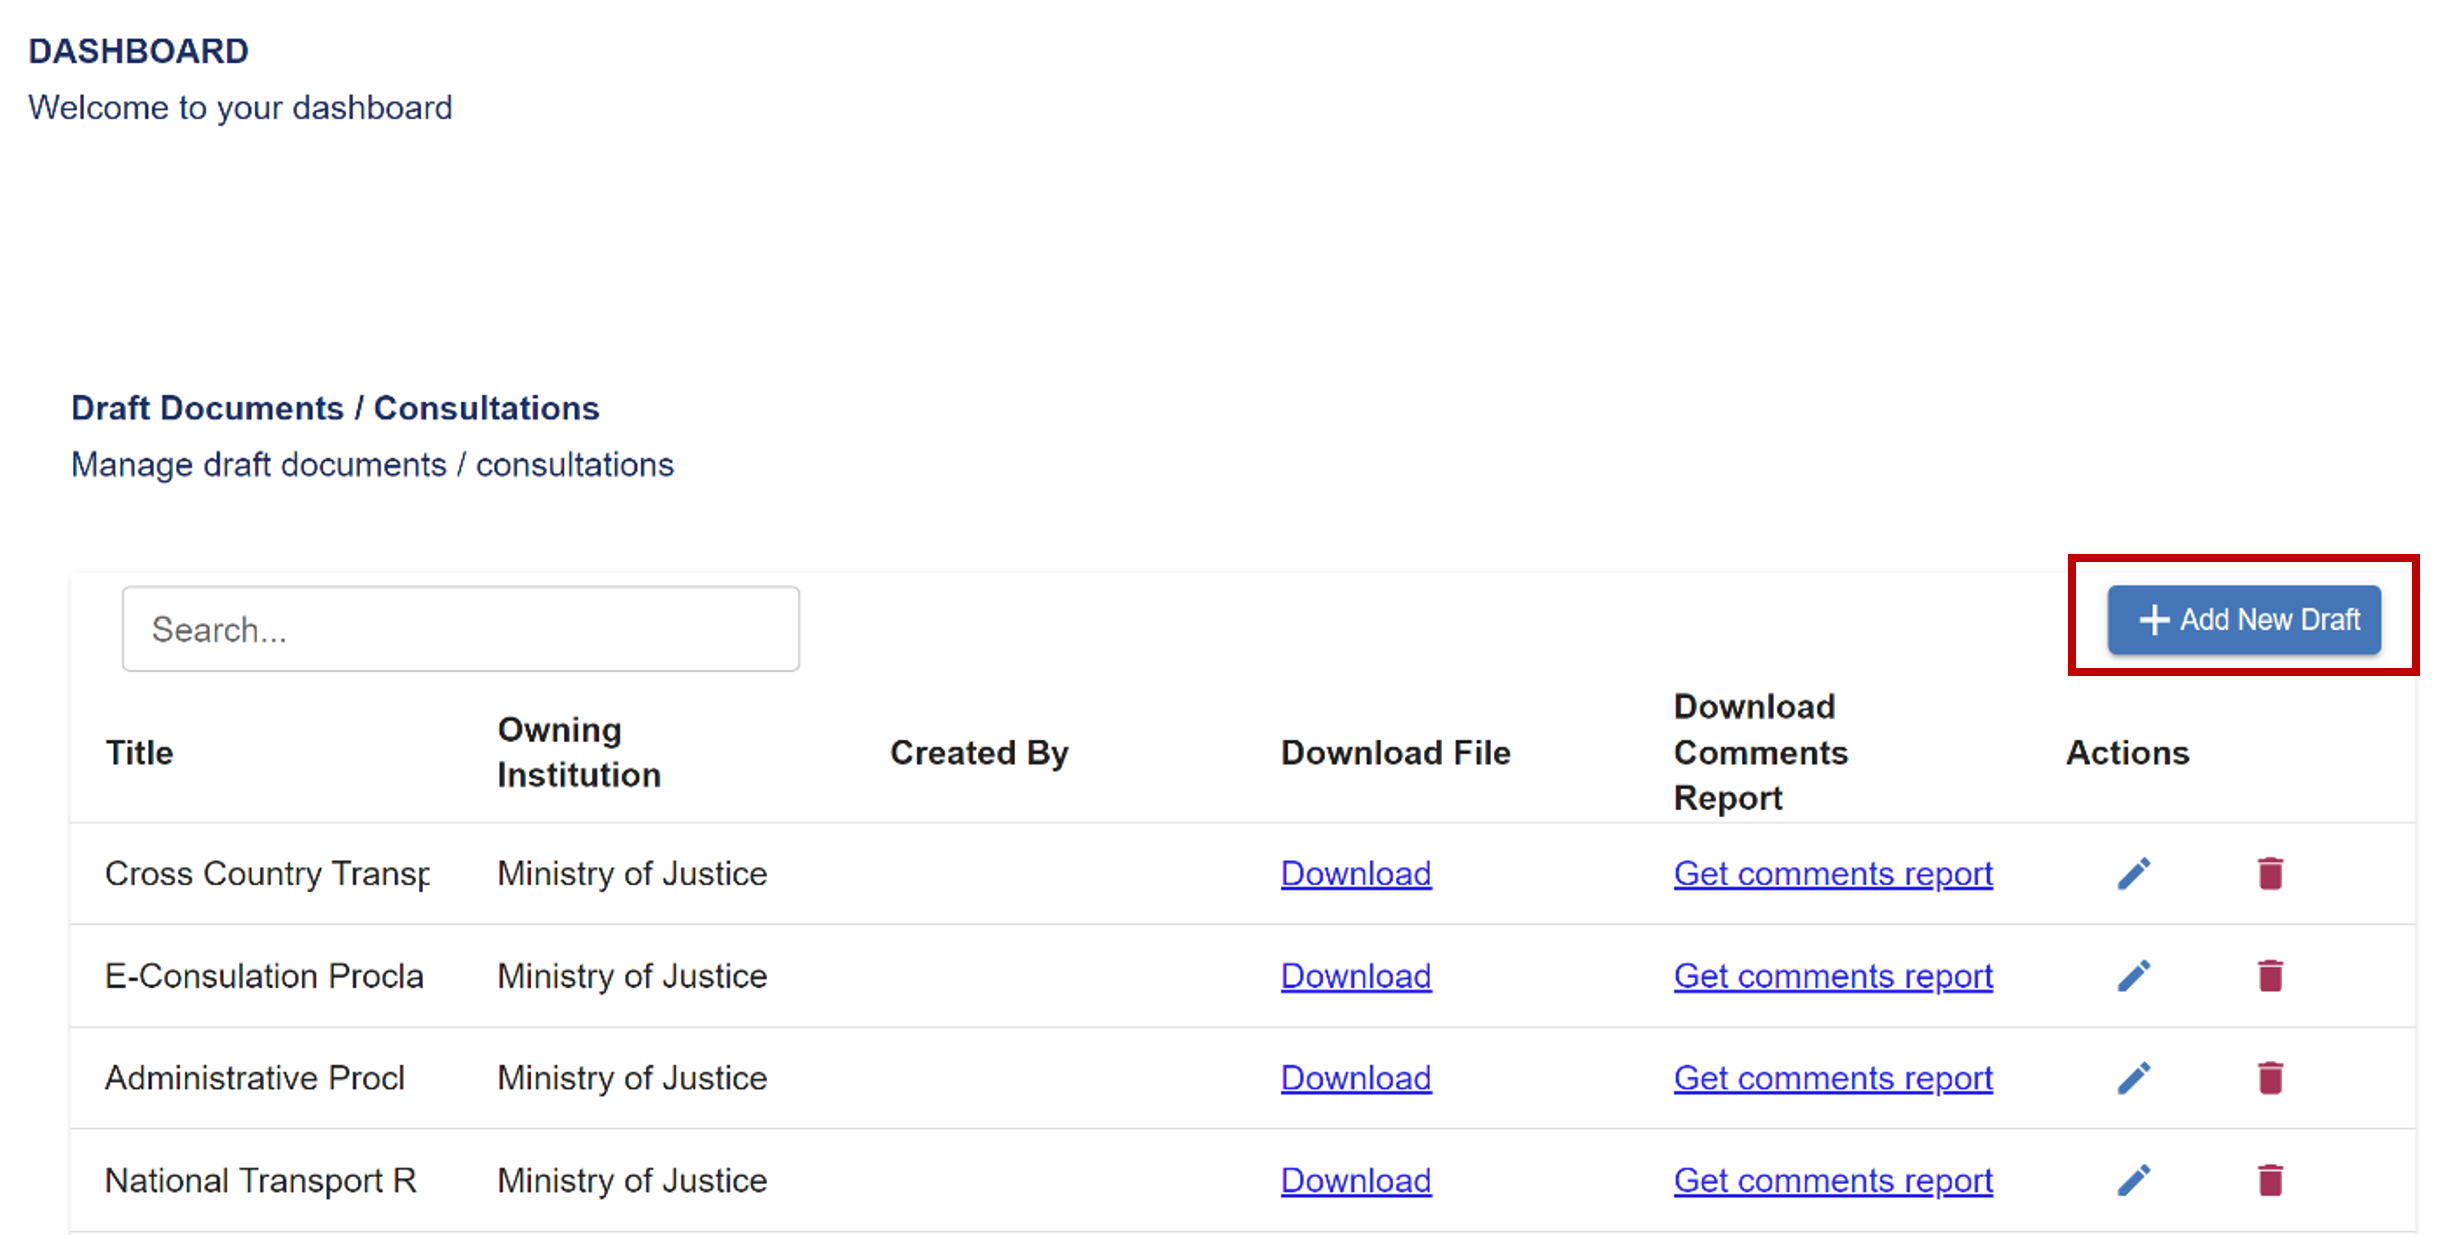 DASHBOARD
Welcome to your dashboard
Draft Documents / Consultations
Manage draft documents / consultations
Search...
Add New Draft
Title
Owning
Institution
Created By
Download File
Download
Comments
Report
Actions
Cross Country Transp Ministry of Justice Download Get comments report
E-Consulation Procla Ministry of Justice Download Get comments report
Administrative Procl Ministry of Justice Download Get comments report
National Transport R Ministry of Justice Download Get comments report